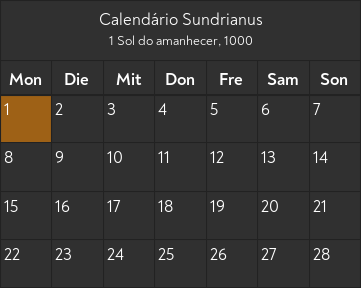 Calendário Sundrianus
1 Sol do amanhecer, 1000
Mon Die Mit Don Fre Sam Son
1 2 3 4 5 6 7
8 9 10 11 12 13 14
15 16 17 18 19 20 21
22 23 24 25 26 27 28